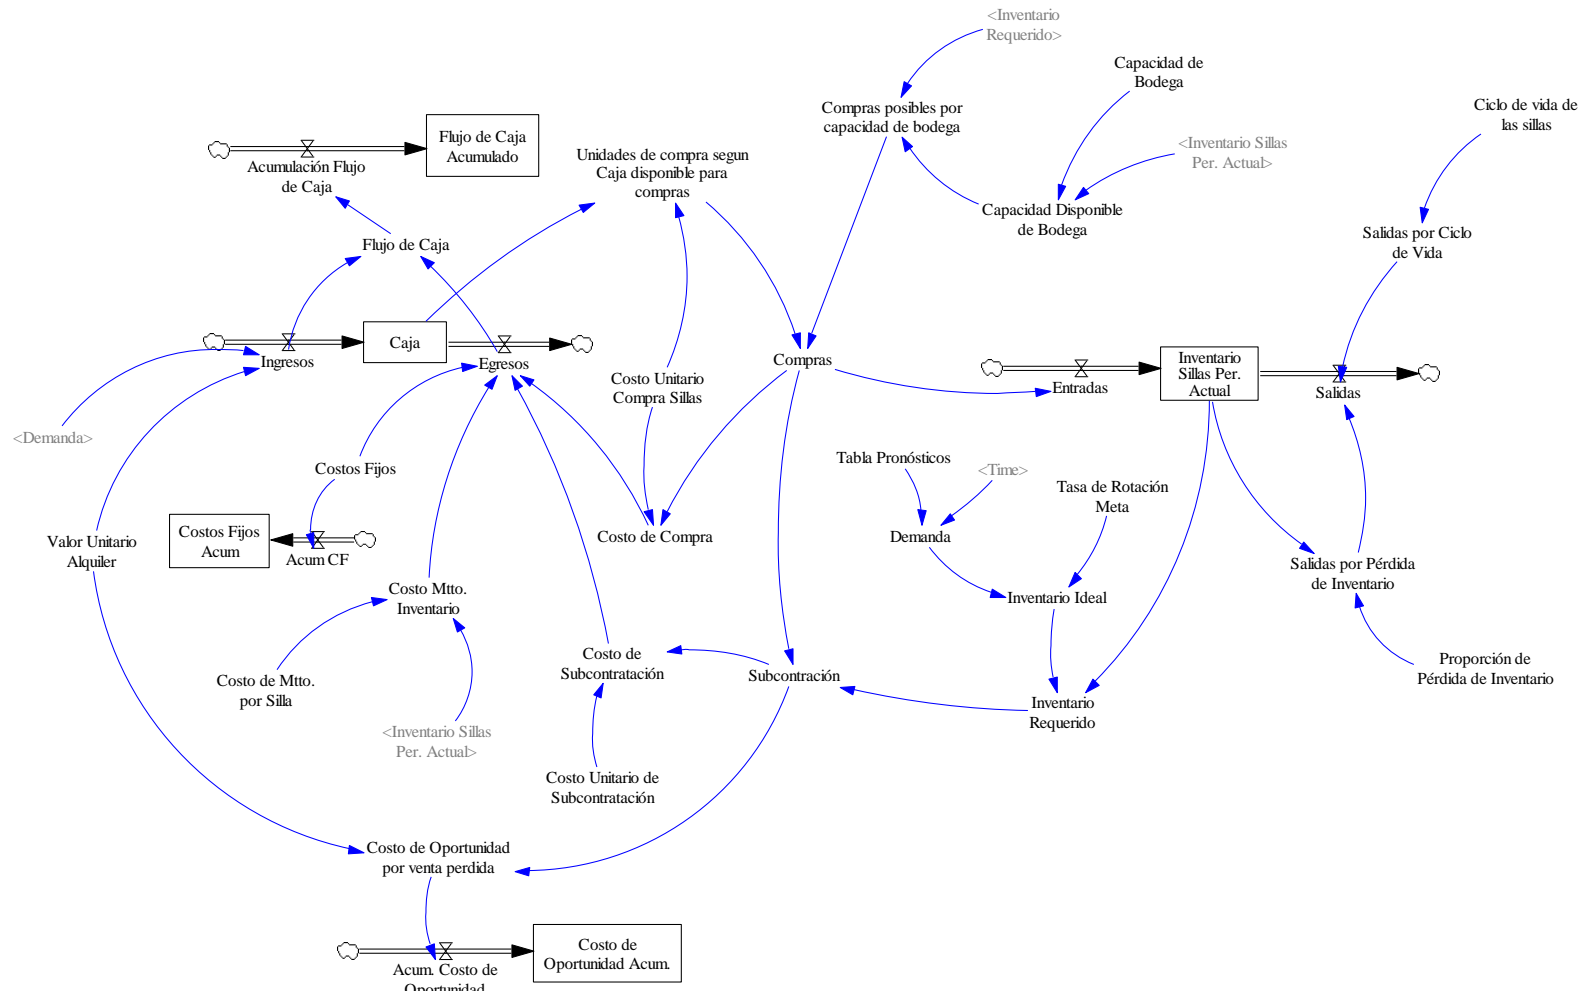 <Inventario
Requerido>
Capacidad de
Bodega
Compras posibles por
capacidad de bodega
Ciclo de vida de
las sillas
Flujo de Caja
Acumulado
Acumulación Flujo
de Caja
Unidades de compra segun
Caja disponible para
compras
<Inventario Sillas
Per. Actual>
Capacidad Disponible
de Bodega
Salidas por Ciclo
de Vida
Flujo de Caja
Caja
Ingresos
Egresos
Compras
Costo Unitario
Compra Sillas
Entradas
Inventario
Sillas Per.
Actual
Salidas
<Demanda>
Costos Fijos
Tabla Pronósticos
<Time>
Tasa de Rotación
Meta
Valor Unitario
Alquiler
Costos Fijos
Acum
Acum CF
Costo de Compra
Demanda
Costo Mtto.
Inventario
Inventario Ideal
Salidas por Pérdida
de Inventario
Costo de Mtto.
por Silla
Costo de
Subcontratación
Subcontración
Inventario
Requerido
Proporción de
Pérdida de Inventario
<Inventario Sillas
Per. Actual>
Costo Unitario de
Subcontratación
Costo de Oportunidad
por venta perdida
Costo de
Oportunidad Acum.
Acum. Costo de
Oportunidad